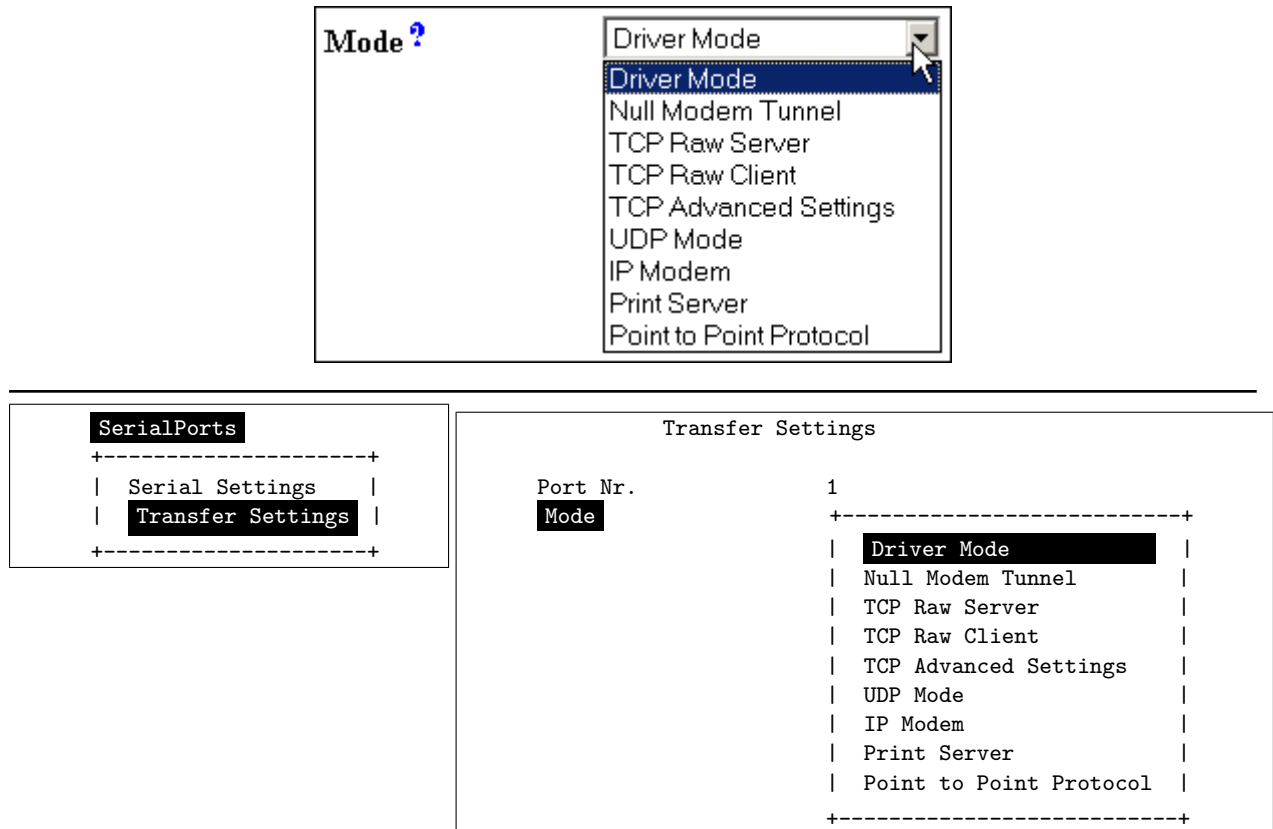 Mode?
Driver Mode
Driver Mode
Null Modem Tunnel
TCP Raw Server
TCP Raw Client
TCP Advanced Settings
UDP Mode
IP Modem
Print Server
Point to Point Protocol
SerialPorts
+---------------------+
| Serial Settings |
| Transfer Settings |
+---------------------+
Transfer Settings
Port Nr. 1
Mode +---------------------------+
| Driver Mode |
| Null Modem Tunnel |
| TCP Raw Server |
| TCP Raw Client |
| TCP Advanced Settings |
| UDP Mode |
| IP Modem |
| Print Server |
| Point to Point Protocol |
+---------------------------+